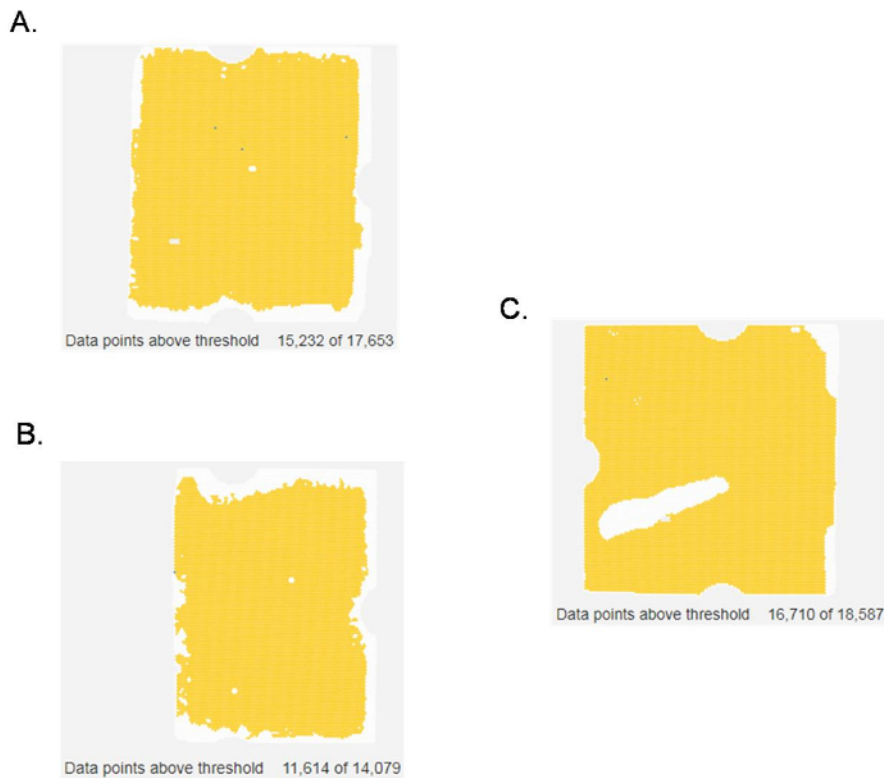 A.
Data points above threshold 15,232 of 17,653
B.
Data points above threshold 11,614 of 14,079
C.
Data points above threshold 16,710 of 18,587